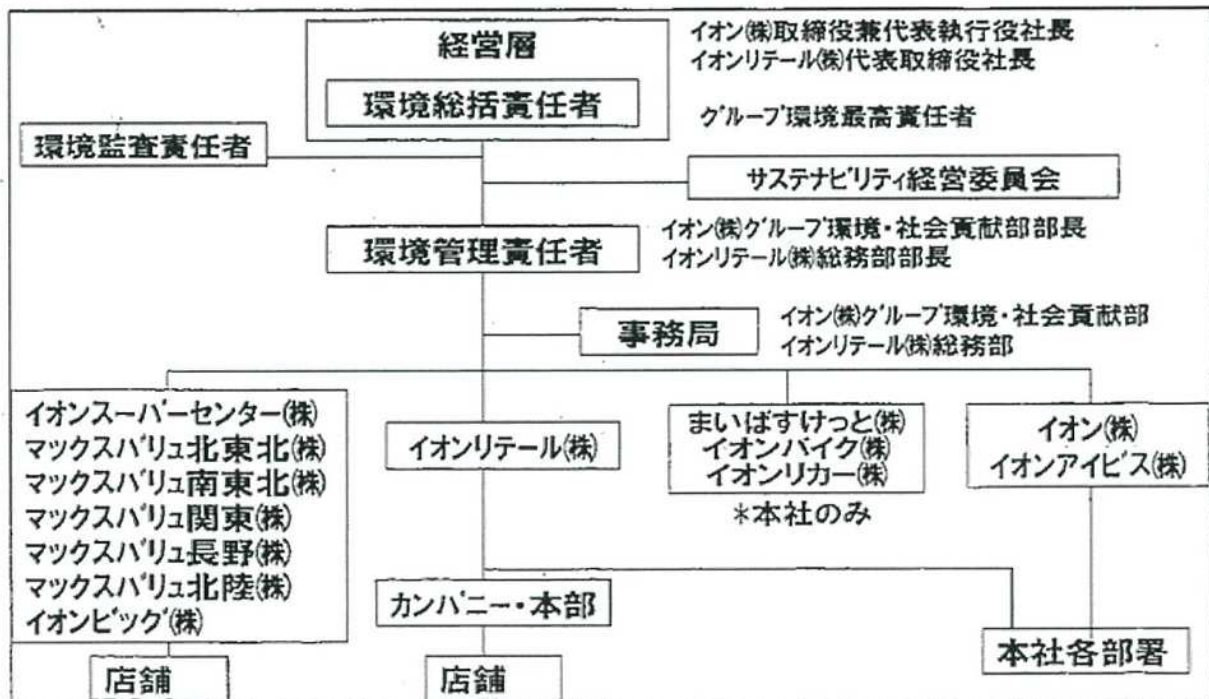 経営層
イオン㈱取締役兼代表執行役社長
イオンリテール㈱代表取締役社長
環境総括責任者
グループ環境最高責任者
環境監査責任者
サステナビリティ経営委員会
環境管理責任者
イオン㈱グループ環境・社会貢献部部長
イオンリテール㈱総務部部長
事務局
イオン㈱グループ環境・社会貢献部
イオンリテール㈱総務部
イオンスーパーセンター㈱
マックスバリュ北東北㈱
マックスバリュ南東北㈱
マックスバリュ関東㈱
マックスバリュ長野㈱
マックスバリュ北陸㈱
イオンビッグ㈱
イオンリテール㈱
まいばすけっと㈱
イオンバイク㈱
イオンリカー㈱
*本社のみ
イオン㈱
イオンアイビス㈱
カンパニー・本部
本社各部署
店舗
店舗